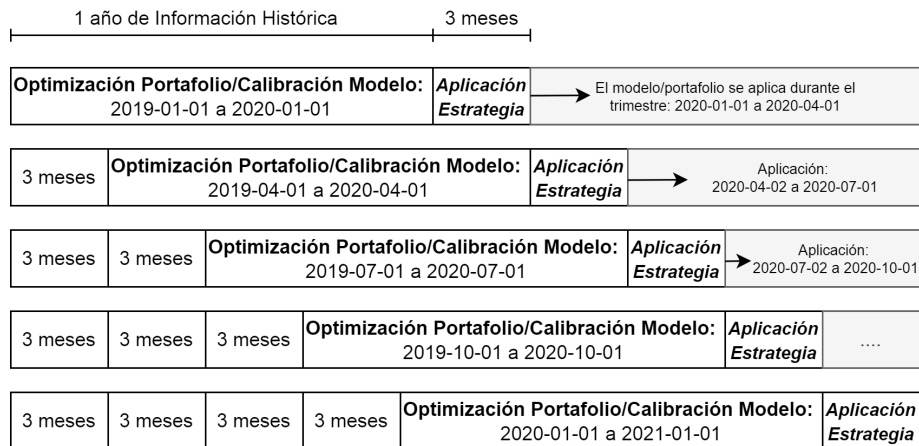 1 año de Información Histórica
3 meses
Optimización Portafolio/Calibración Modelo:
2019-01-01 a 2020-01-01
Aplicación
Estrategia
El modelo/portafolio se aplica durante el
trimestre: 2020-01-01 a 2020-04-01
3 meses
Optimización Portafolio/Calibración Modelo:
2019-04-01 a 2020-04-01
Aplicación
Estrategia
Aplicación:
2020-04-02 a 2020-07-01
3 meses
3 meses
Optimización Portafolio/Calibración Modelo:
2019-07-01 a 2020-07-01
Aplicación
Estrategia
Aplicación:
2020-07-02 a 2020-10-01
3 meses
3 meses
3 meses
Optimización Portafolio/Calibración Modelo:
2019-10-01 a 2020-10-01
Aplicación
Estrategia
....
3 meses
3 meses
3 meses
3 meses
Optimización Portafolio/Calibración Modelo:
2020-01-01 a 2021-01-01
Aplicación
Estrategia